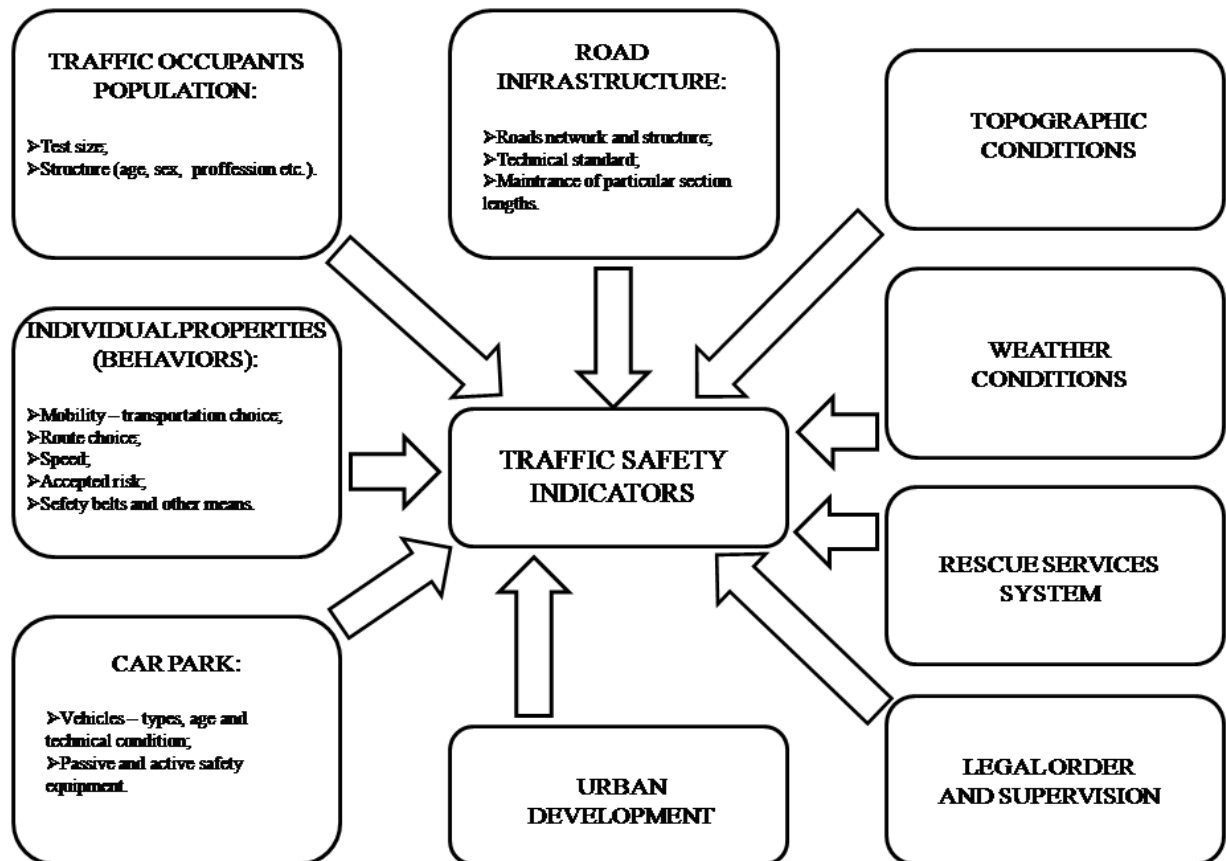 TRAFFIC OCCUPANTS
POPULATION:
➢Test size;
➢Structure (age, sex, proffession etc.).
ROAD
INFRASTRUCTURE:
➢Roads network and structure;
➢Technical standard;
➢Maintrance of particular section
lengths.
TOPOGRAPHIC
CONDITIONS
INDIVIDUAL PROPERTIES
(BEHAVIORS):
➢Mobility – transportation choice;
➢Route choice;
➢Speed;
➢Accepted risk;
➢Sefety belts and other means.
TRAFFIC SAFETY
INDICATORS
WEATHER
CONDITIONS
RESCUE SERVICES
SYSTEM
CAR PARK:
➢Vehicles – types, age and
technical condition;
➢Passive and active safety
equipment.
URBAN
DEVELOPMENT
LEGAL ORDER
AND SUPERVISION